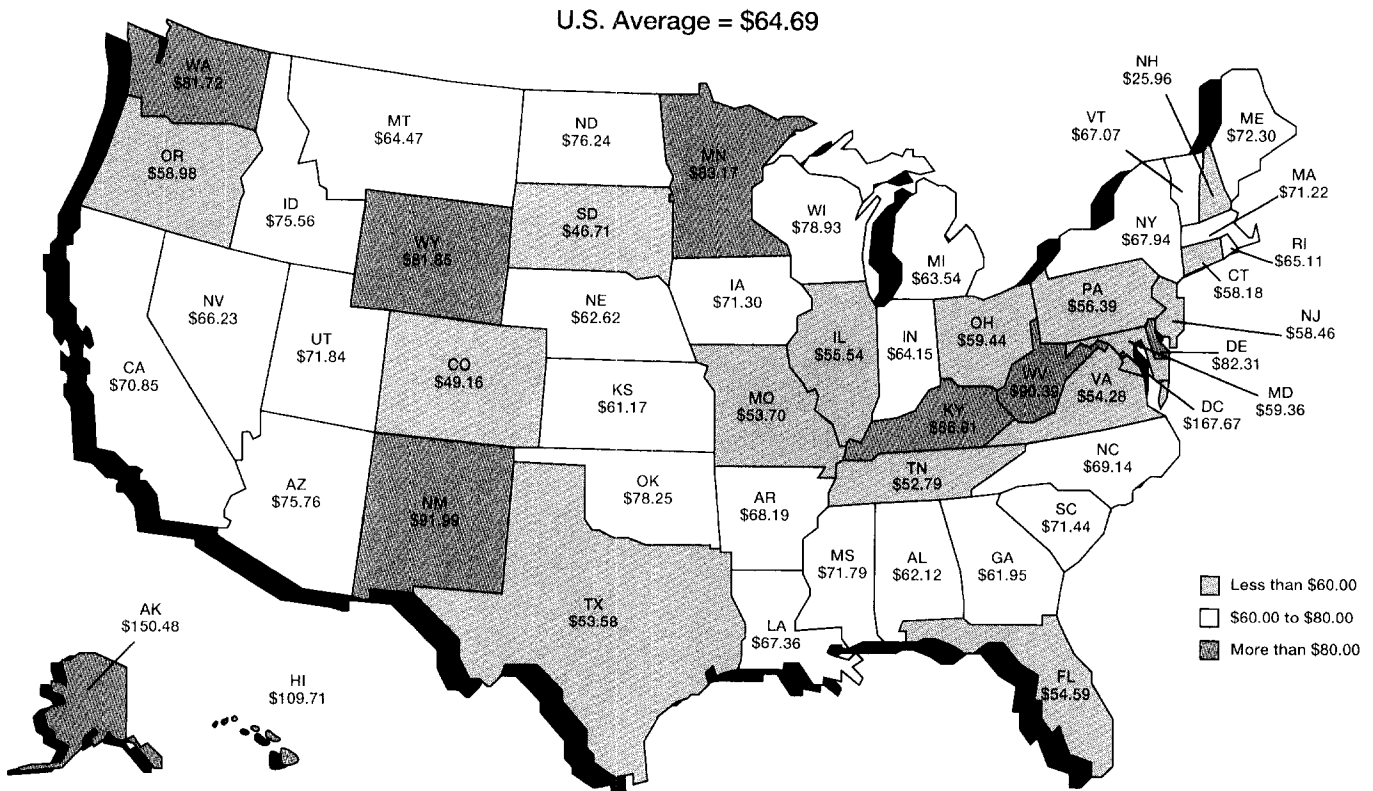 U.S. Average = $64.69
WA
$81.72
OR
$58.98
MT
$64.47
ID
$75.56
ND
$76.24
MN
$83.17
SD
$46.71
WY
$81.85
WI
$78.93
MI
$63.54
NH
$25.96
VT
$67.07
ME
$72.30
MA
$71.22
NY
$67.94
RI
$65.11
CT
$58.18
PA
$56.39
NJ
$58.46
DE
$82.31
MD
$59.36
DC
$167.67
CA
$70.85
NV
$66.23
UT
$71.84
CO
$49.16
NE
$62.62
IA
$71.30
KS
$61.17
MO
$53.70
IL
$55.54
IN
$64.15
OH
$59.44
WV
$90.39
VA
$54.28
KY
TN
$52.79
NC
$69.14
SC
$71.44
AZ
$75.76
NM
$91.99
OK
$78.25
AR
$68.19
TX
$53.58
LA
$67.36
MS
$71.79
AL
$62.12
GA
$61.95
FL
$54.59
AK
$150.48
HI
$109.71
Less than $60.00
$60.00 to $80.00
More than $80.00